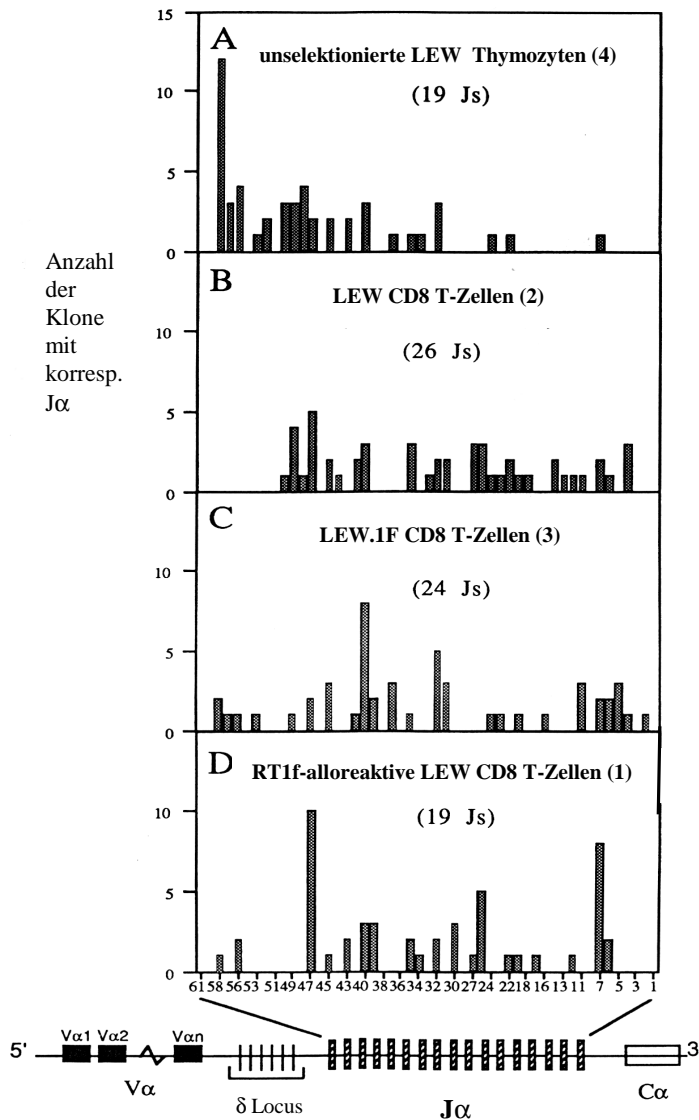 15
A
unselektionierte LEW Thymozyten (4)
(19 Js)
10
5
0
Anzahl
der
Klone
mit
korresp.
Jα
B
LEW CD8 T-Zellen (2)
(26 Js)
10
5
0
C
LEW.1F CD8 T-Zellen (3)
(24 Js)
10
5
0
D
RT1f-alloreaktive LEW CD8 T-Zellen (1)
(19 Js)
10
5
0
61 58 56 53 51 49 47 45 43 40 38 36 34 32 30 27 24 22 18 16 13 11 7 5 3 1
5' Vα1 Vα2 Vαn 3'
Vα
δ Locus
Jα
Cα